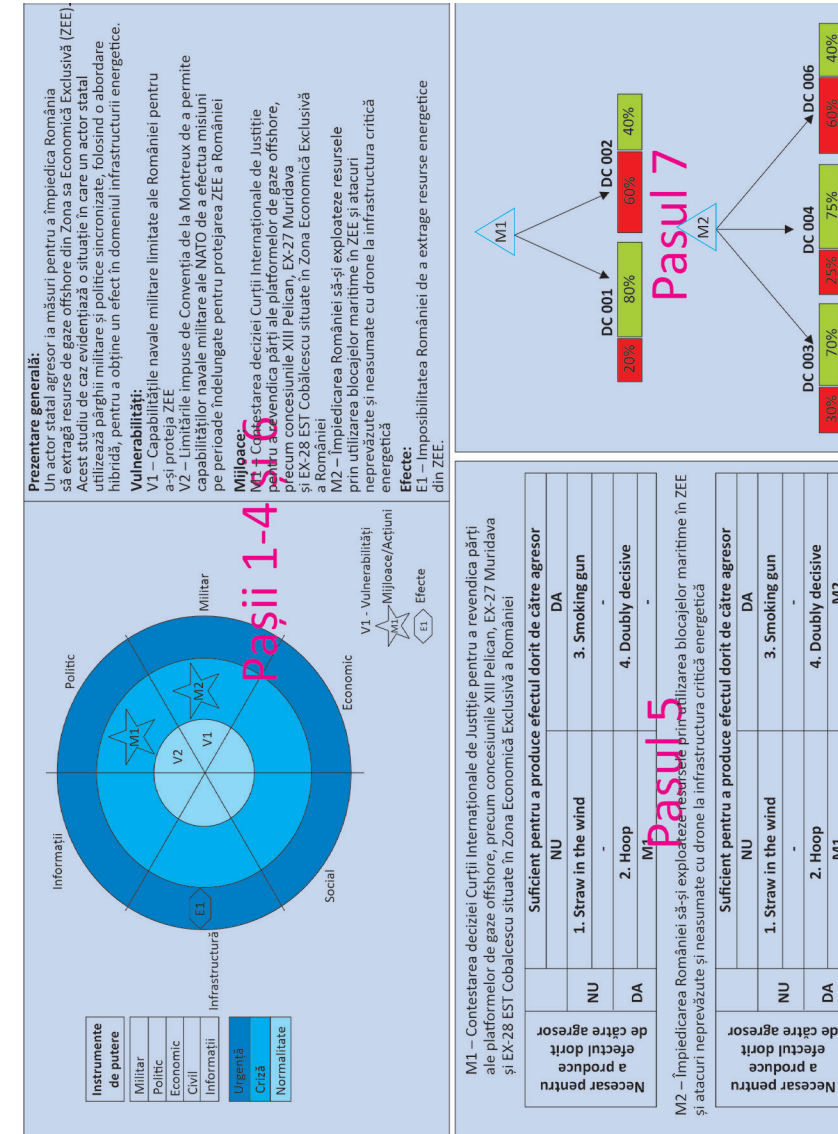 Instrumente
de putere
Militar
Politic
Economic
Civil
Informații
Urgență
Criză
Normalitate
Informații
Politic
Infrastructură
Militar
Social
Economic
E1
V2
V1
M1
M2
V1 - Vulnerabilități
M1
Mijloace/Acțiuni
E1
Efecte
Pașii 1-4 și 6
Prezentare generală:
Un actor statal agresor ia măsuri pentru a împiedica România
să extragă resurse de gaze offshore din Zona sa Economică Exclusivă (ZEE).
Acest studiu de caz evidențiază o situație în care un actor statal
utilizează pârghii militare și politice sincronizate, folosind o abordare
hibridă, pentru a obține un efect în domeniul infrastructurii energetice.
Vulnerabilități:
V1 – Capabilitățile navale militare limitate ale României pentru
a-și proteja ZEE
V2 – Limitările impuse de Convenția de la Montreux de a permite
capabilităților navale militare ale NATO de a efectua misiuni
pe perioade îndelungate pentru protejarea ZEE a României
Mijloace:
M1 – Contestarea deciziei Curții Internaționale de Justiție
pentru a revendica părți ale platformelor de gaze offshore,
precum concesiunile XIII Pelican, EX-27 Muridava
și EX-28 EST Cobălcescu situate în Zona Economică Exclusivă
a României
M2 – Împiedicarea României să-și exploateze resursele
prin utilizarea blocajelor maritime în ZEE și atacuri
neprevăzute și neasumate cu drone la infrastructura critică
energetică
Efecte:
E1 – Imposibilitatea României de a extrage resurse energetice
din ZEE.
M1 – Contestarea deciziei Curții Internaționale de Justiție pentru a revendica părți
ale platformelor de gaze offshore, precum concesiunile XIII Pelican, EX-27 Muridava
și EX-28 EST Cobalcescu situate în Zona Economică Exclusivă a României
Necesar pentru
a produce
efectul dorit
de către agresor
Sufficient pentru a produce efectul dorit de către agresor
NU
DA
NU
1. Straw in the wind
3. Smoking gun
-
-
DA
2. Hoop
4. Doubly decisive
M1
-
Pasul 5
M2 – Împiedicarea României să-și exploateze resursele prin utilizarea blocajelor maritime în ZEE
și atacuri neprevăzute și neasumate cu drone la infrastructura critică energetică
Necesar pentru
a produce
efectul dorit
de către agresor
Sufficient pentru a produce efectul dorit de către agresor
NU
DA
NU
1. Straw in the wind
3. Smoking gun
-
-
DA
2. Hoop
4. Doubly decisive
M1
M2
M1
DC 001
DC 002
20%
80%
60%
40%
Pasul 7
M2
DC 003
DC 004
DC 006
30%
70%
25%
75%
60%
40%